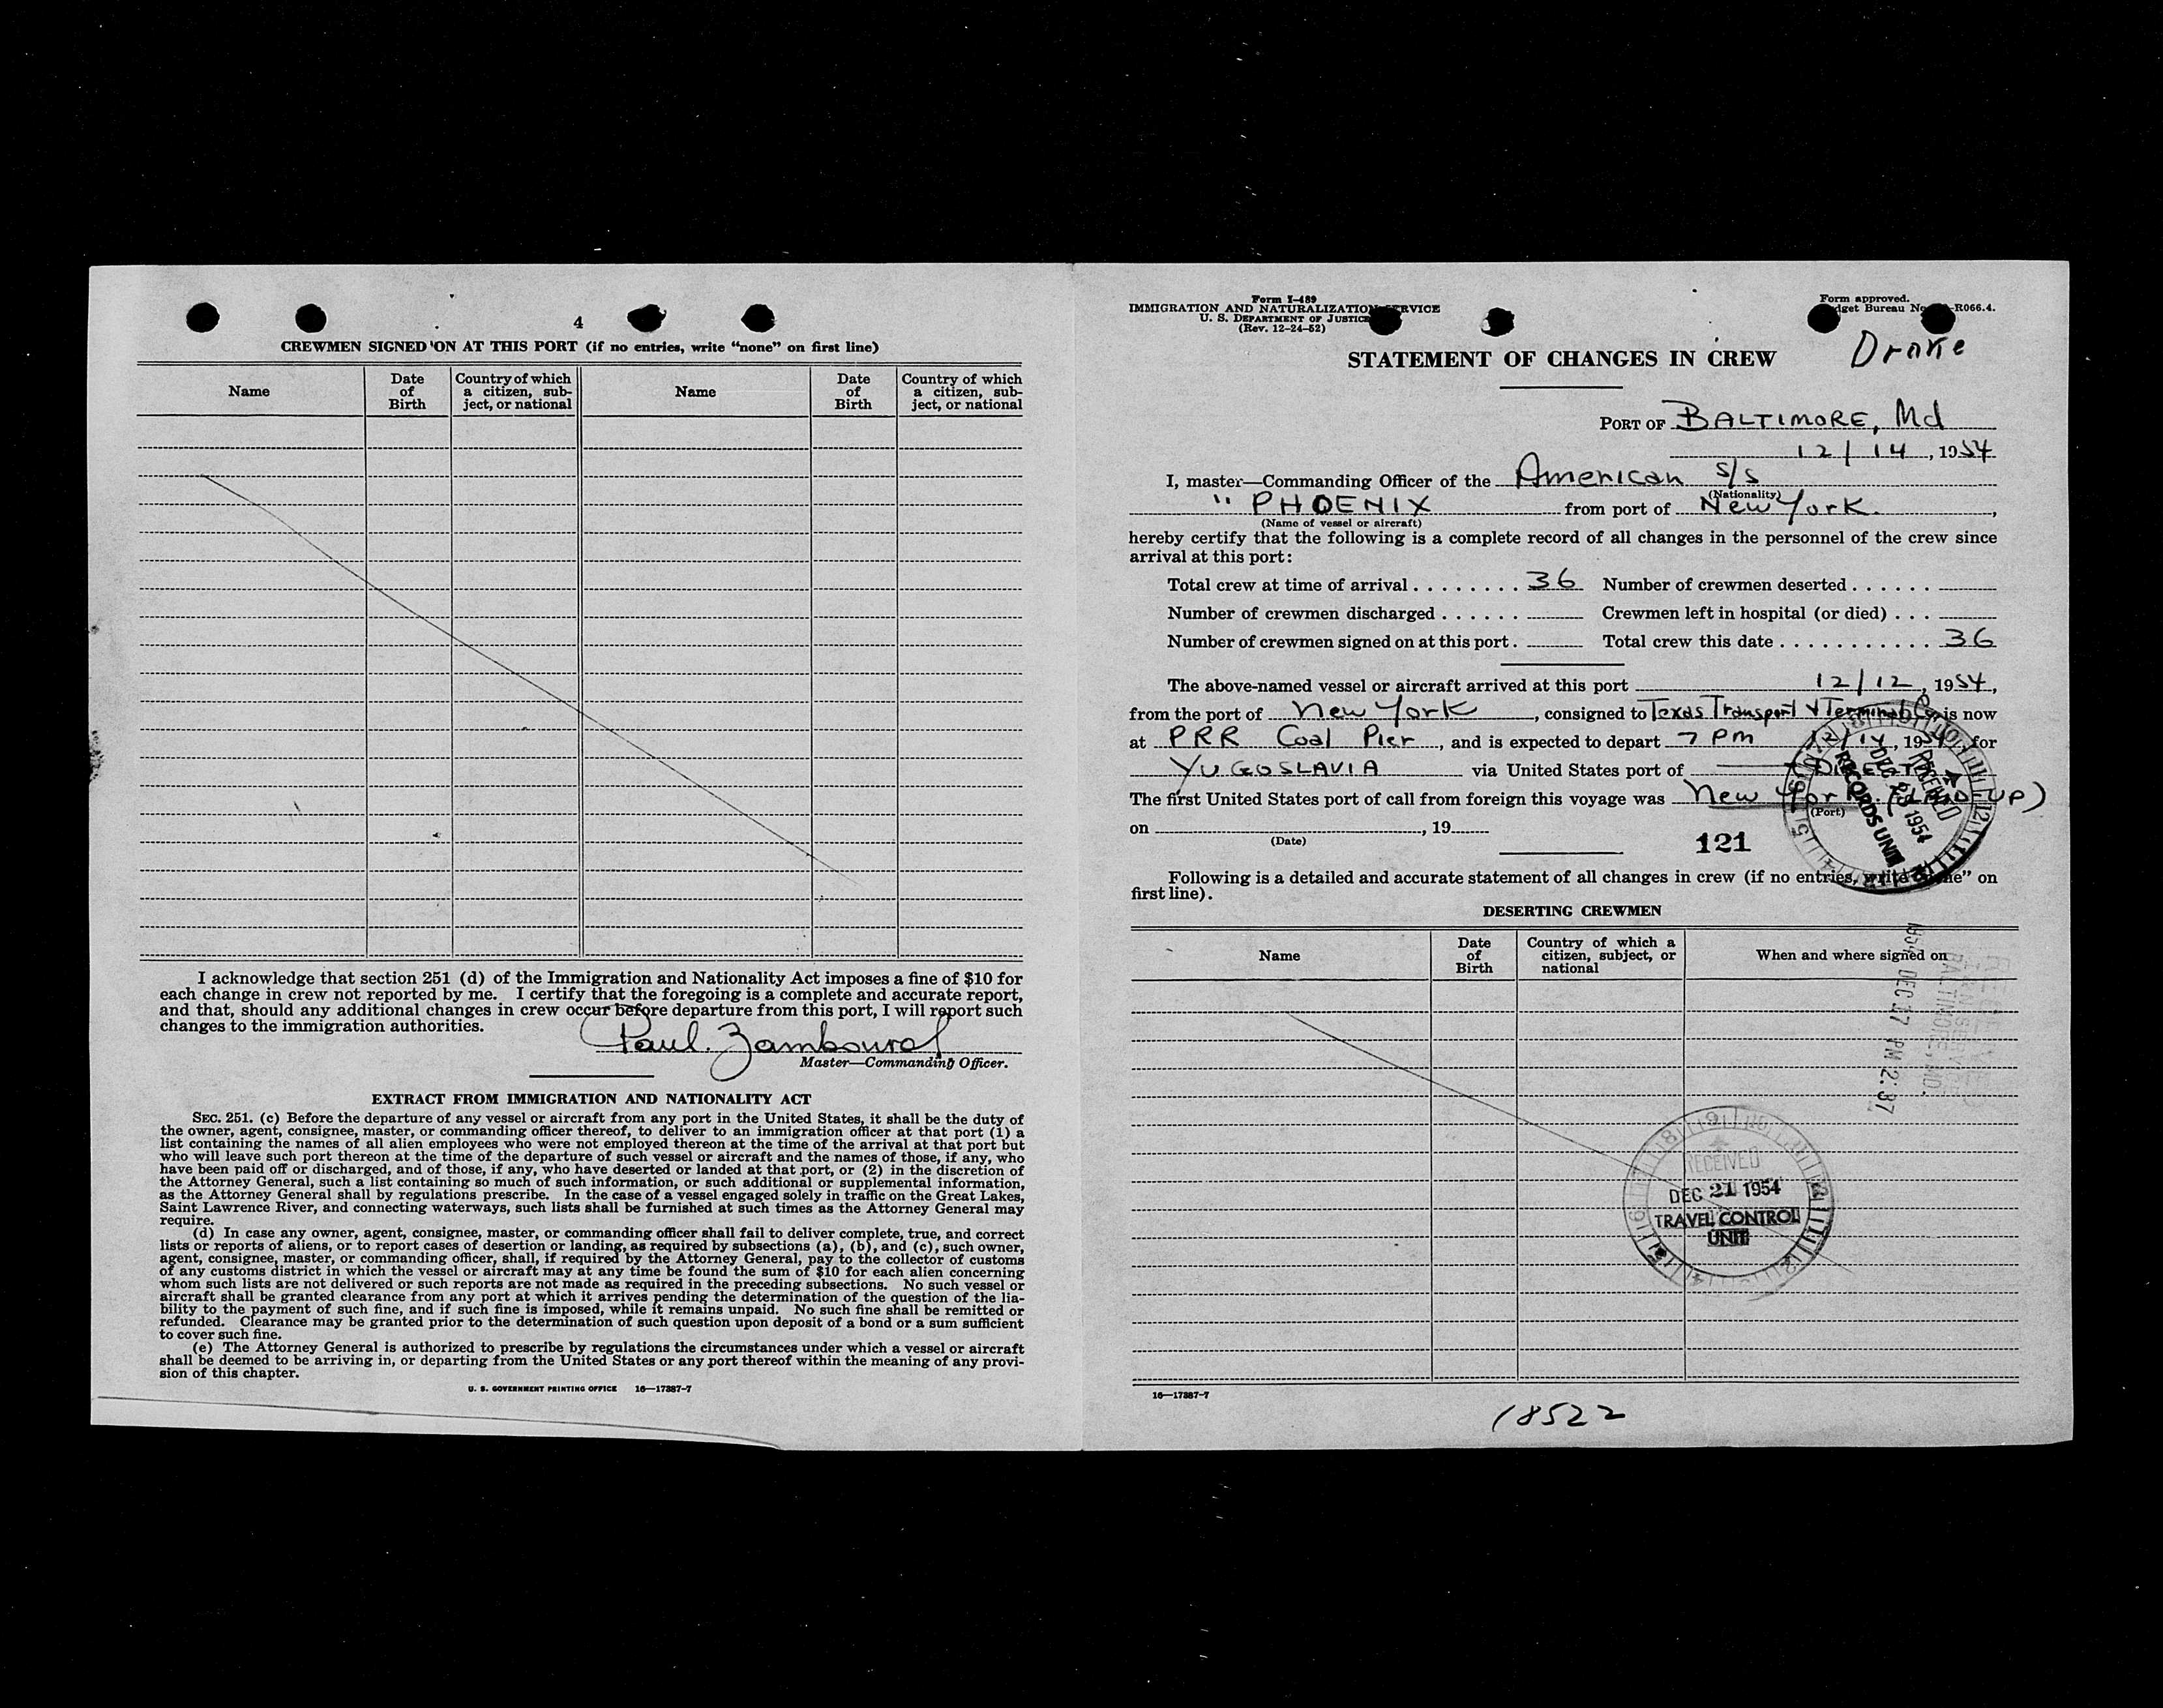 4
CREWMEN SIGNED ON AT THIS PORT (if no entries, write “none” on first line)
Name
Date of Birth
Country of which a citizen, subject, or national
Name
Date of Birth
Country of which a citizen, subject, or national
I acknowledge that section 251 (d) of the Immigration and Nationality Act imposes a fine of $10 for
each change in crew not reported by me. I certify that the foregoing is a complete and accurate report,
and that, should any additional changes in crew occur before departure from this port, I will report such
changes to the immigration authorities.
Paul.
Master—Commanding Officer.
EXTRACT FROM IMMIGRATION AND NATIONALITY ACT
SEC. 251. (c) Before the departure of any vessel or aircraft from any port in the United States, it shall be the duty of
the owner, agent, consignee, master, or commanding officer thereof, to deliver to an immigration officer at that port (1) a
list containing the names of all alien employees who were not employed thereon at the time of the arrival at that port but
who will leave such port thereon at the time of the departure of such vessel or aircraft and the names of those, if any, who
have been paid off or discharged, and of those, if any, who have deserted or landed at that port, or (2) in the discretion of
the Attorney General, such a list containing so much of such information, or such additional or supplemental information,
as the Attorney General shall by regulations prescribe. In the case of a vessel engaged solely in traffic on the Great Lakes,
Saint Lawrence River, and connecting waterways, such lists shall be furnished at such times as the Attorney General may
require.
(d) In case any owner, agent, consignee, master, or commanding officer shall fail to deliver complete, true, and correct
lists or reports of aliens, or to report cases of desertion or landing, as required by subsections (a), (b), and (c), such owner,
agent, consignee, master, or commanding officer, shall, if required by the Attorney General, pay to the collector of customs
of any customs district in which the vessel or aircraft may at any time be found the sum of $10 for each alien concerning
whom such lists are not delivered or such reports are not made as required in the preceding subsections. No such vessel or
aircraft shall be granted clearance from any port at which it arrives pending the determination of the question of the lia-
bility to the payment of such fine, and if such fine is imposed, while it remains unpaid. No such fine shall be remitted or
refunded. Clearance may be granted prior to the determination of such question upon deposit of a bond or a sum sufficient
to cover such fine.
(e) The Attorney General is authorized to prescribe by regulations the circumstances under which a vessel or aircraft
shall be deemed to be arriving in, or departing from the United States or any port thereof within the meaning of any provi-
sion of this chapter.
U. S. GOVERNMENT PRINTING OFFICE 16—17387-7
Form I-489
IMMIGRATION AND NATURALIZATION SERVICE
U. S. DEPARTMENT OF JUSTICE
(Rev. 12-24-52)
Form approved.
Budget Bureau No. -R066.4.
Drake
STATEMENT OF CHANGES IN CREW
PORT OF BALTIMORE, Md
12/14, 1954
I, master—Commanding Officer of the American s/s
(Nationality)
" PHOENIX from port of New York.,
(Name of vessel or aircraft)
hereby certify that the following is a complete record of all changes in the personnel of the crew since
arrival at this port:
Total crew at time of arrival ........ 36 Number of crewmen deserted ......
Number of crewmen discharged ...... Crewmen left in hospital (or died) ...
Number of crewmen signed on at this port . Total crew this date ........... 36
The above-named vessel or aircraft arrived at this port 12/12, 1954,
from the port of New York, consigned to Texas Transport & Terminal Co, is now
at PRR Coal Pier, and is expected to depart 7 PM 12/14, 1954 for
YUGOSLAVIA via United States port of — DIRECT
The first United States port of call from foreign this voyage was New York (LAID UP)
(Port)
on , 19
(Date)
121
RECEIVED
DEC 1954
RECORDS UNIT
Following is a detailed and accurate statement of all changes in crew (if no entries, write “none” on
first line).
DESERTING CREWMEN
Name
Date of Birth
Country of which a citizen, subject, or national
When and where signed on
1954 DEC 17 PM 2:37
BALTIMORE, MD.
RECEIVED
DEC 21 1954
TRAVEL CONTROL
UNIT
16—17387-7
18522